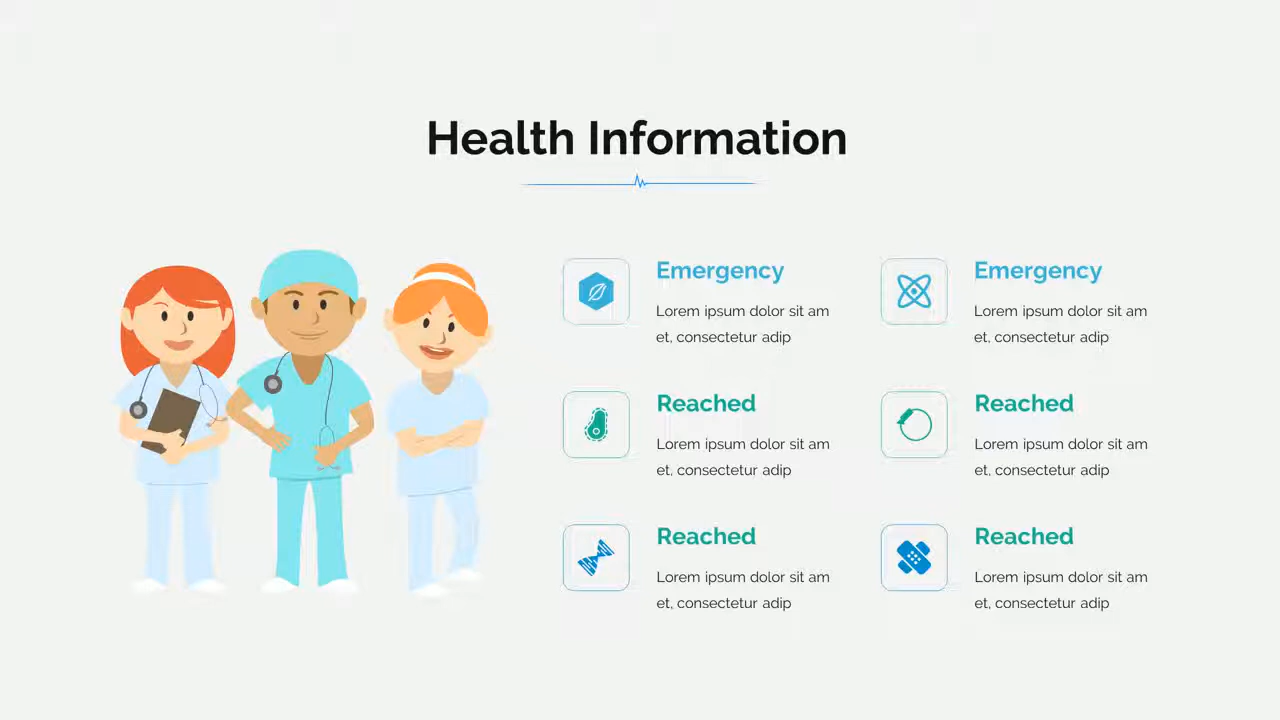 Health Information
Emergency
Lorem ipsum dolor sit am
et, consectetur adip
Emergency
Lorem ipsum dolor sit am
et, consectetur adip
Reached
Lorem ipsum dolor sit am
et, consectetur adip
Reached
Lorem ipsum dolor sit am
et, consectetur adip
Reached
Lorem ipsum dolor sit am
et, consectetur adip
Reached
Lorem ipsum dolor sit am
et, consectetur adip